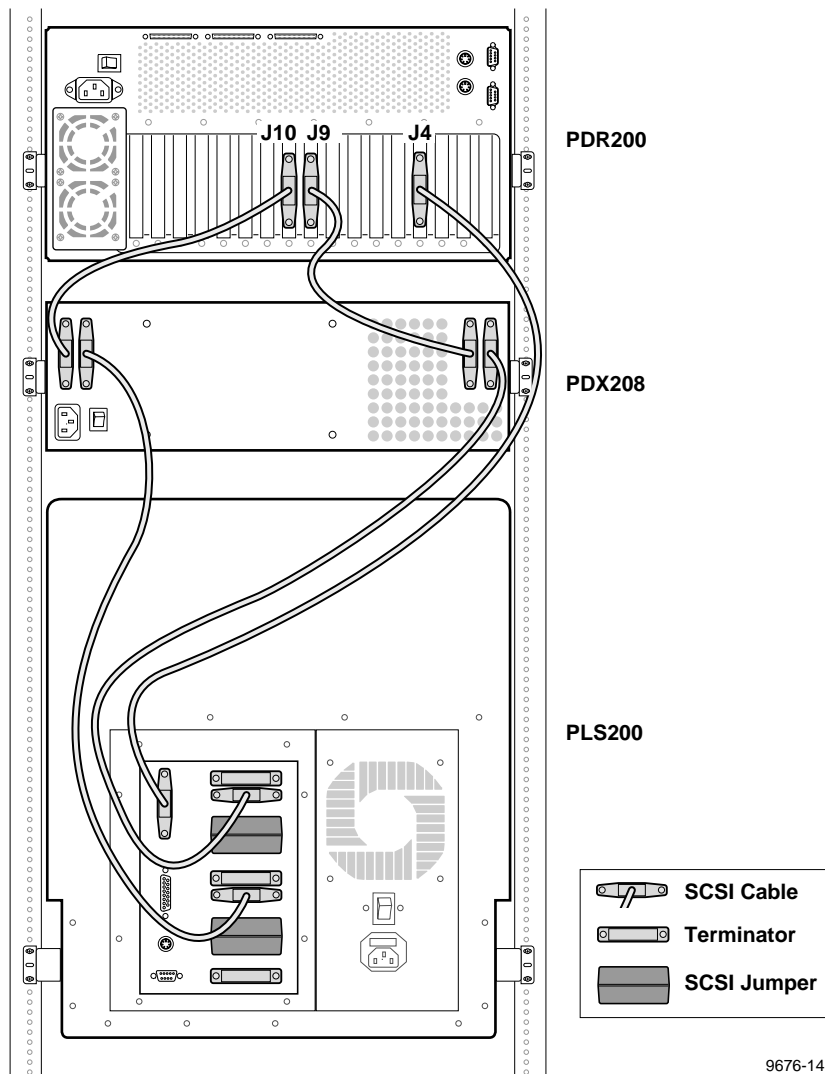 J10 J9 J4
PDR200
PDX208
PLS200
SCSI Cable
Terminator
SCSI Jumper
9676-14